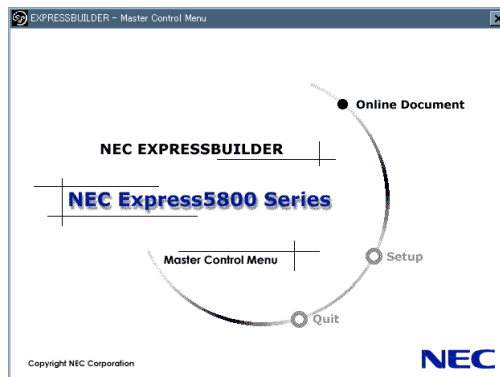 EXPRESSBUILDER - Master Control Menu
Online Document
NEC EXPRESSBUILDER
NEC Express5800 Series
Master Control Menu
Setup
Quit
Copyright NEC Corporation
NEC